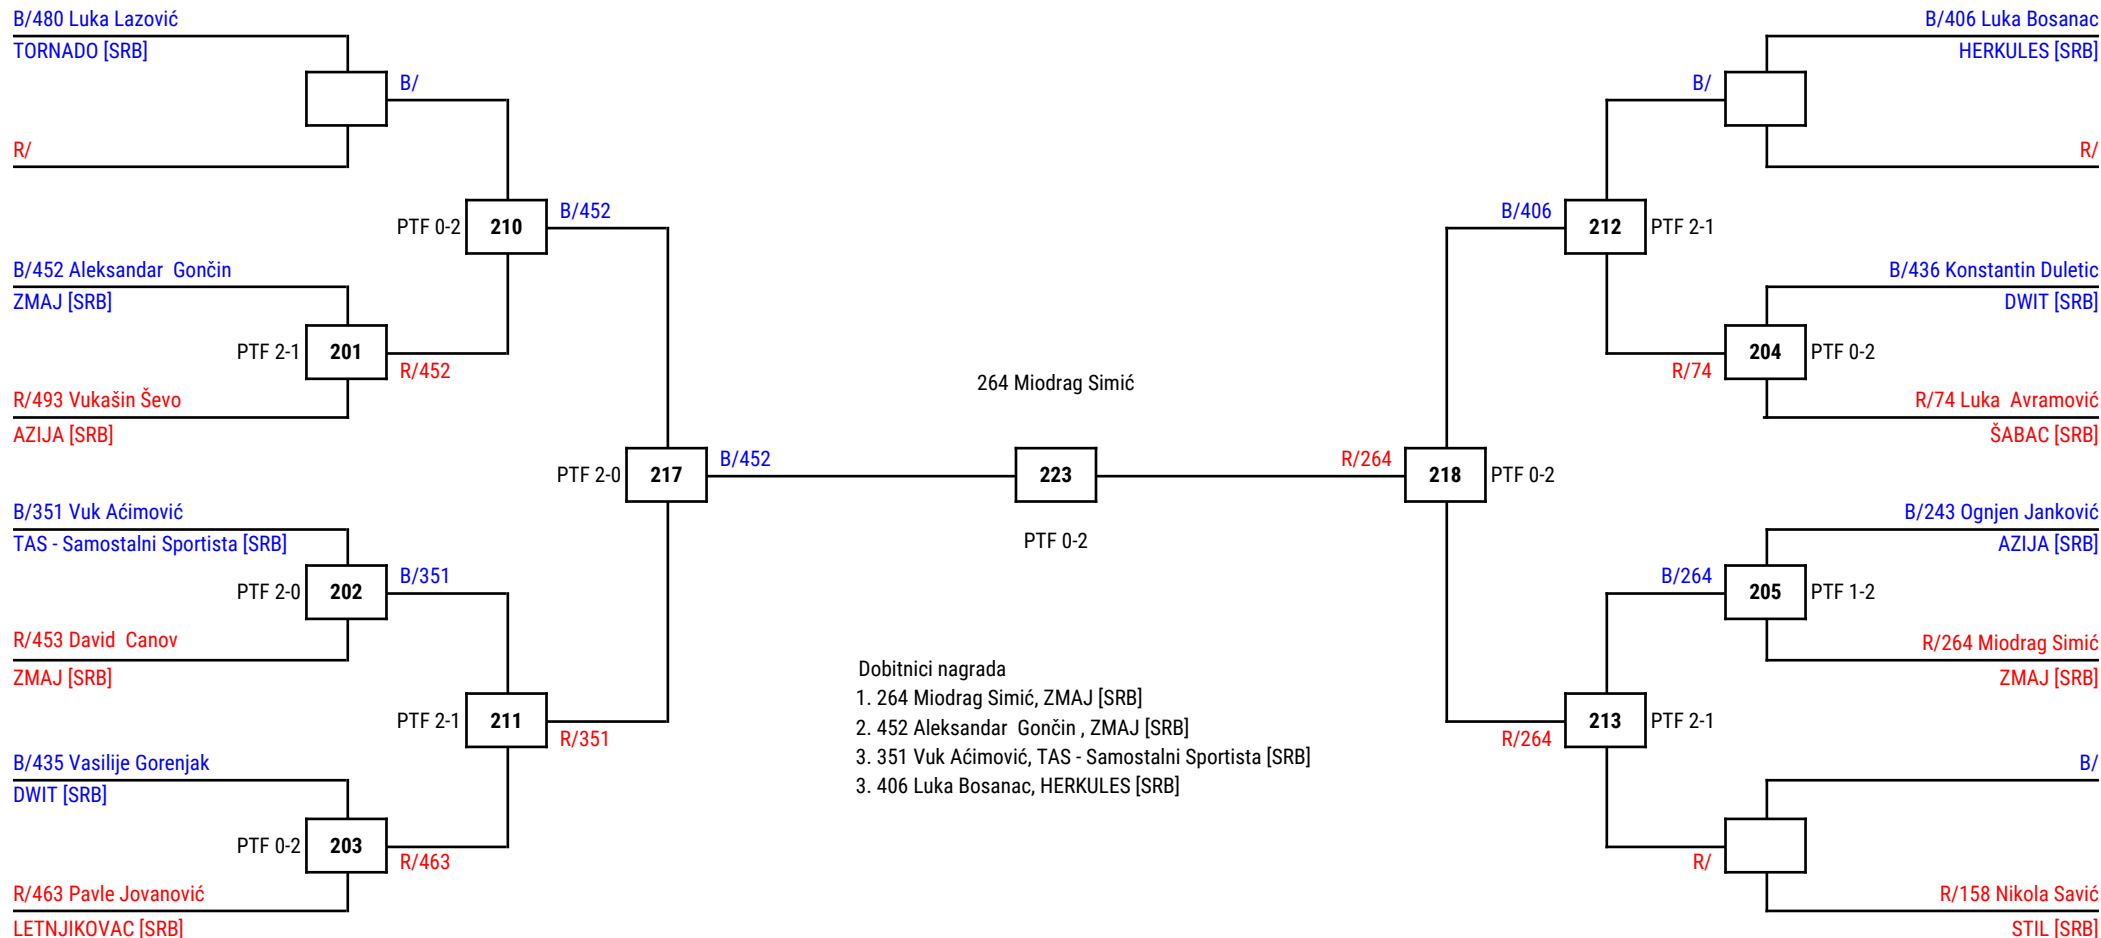 B/480 Luka Lazović
TORNADO [SRB]
B/
R/
B/452 Aleksandar  Gončin
ZMAJ [SRB]
PTF 2-1
201
R/452
R/493 Vukašin Ševo
AZIJA [SRB]
PTF 0-2
210
B/452
B/351 Vuk Aćimović
TAS - Samostalni Sportista [SRB]
PTF 2-0
202
B/351
R/453 David  Canov
ZMAJ [SRB]
PTF 2-1
211
R/351
B/435 Vasilije Gorenjak
DWIT [SRB]
PTF 0-2
203
R/463
R/463 Pavle Jovanović
LETNJIKOVAC [SRB]
PTF 2-0
217
B/452
264 Miodrag Simić
223
PTF 0-2
Dobitnici nagrada
1. 264 Miodrag Simić, ZMAJ [SRB]
2. 452 Aleksandar  Gončin , ZMAJ [SRB]
3. 351 Vuk Aćimović, TAS - Samostalni Sportista [SRB]
3. 406 Luka Bosanac, HERKULES [SRB]
R/264
218
PTF 0-2
B/406
212
PTF 2-1
B/406 Luka Bosanac
HERKULES [SRB]
B/
R/
B/436 Konstantin Duletic
DWIT [SRB]
204
PTF 0-2
R/74
R/74 Luka  Avramović
ŠABAC [SRB]
B/243 Ognjen Janković
AZIJA [SRB]
B/264
205
PTF 1-2
R/264 Miodrag Simić
ZMAJ [SRB]
R/264
213
PTF 2-1
B/
R/
R/158 Nikola Savić
STIL [SRB]